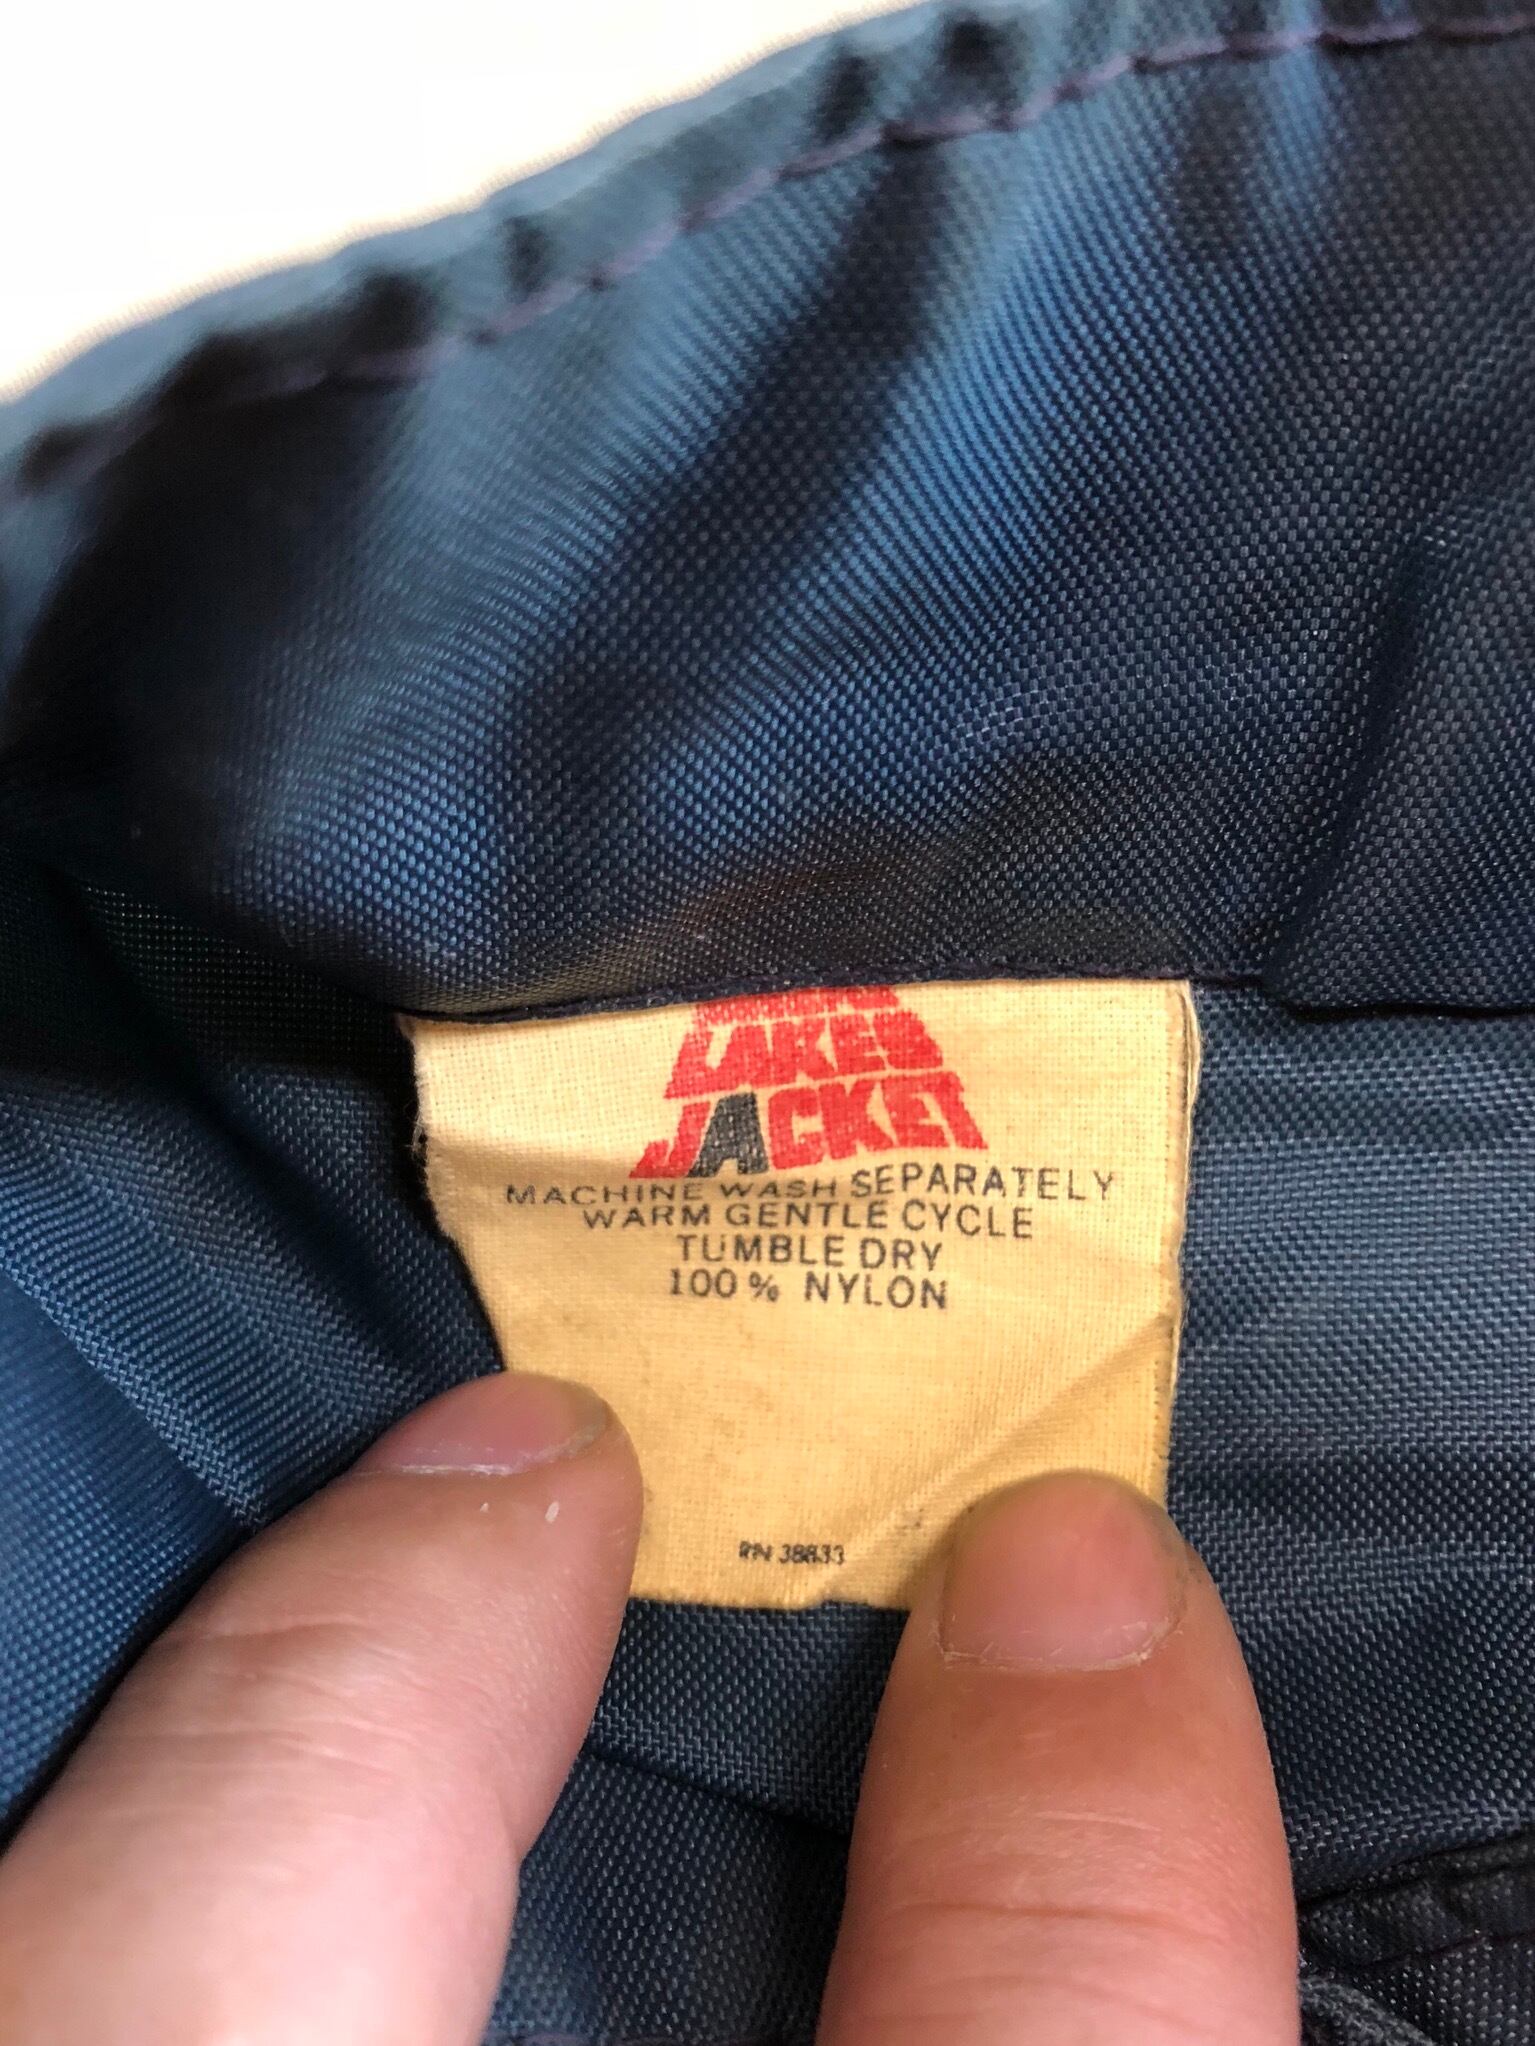 LAKES
JACKET
MACHINE WASH SEPARATELY
WARM GENTLE CYCLE
TUMBLE DRY
100% NYLON
RN 38833